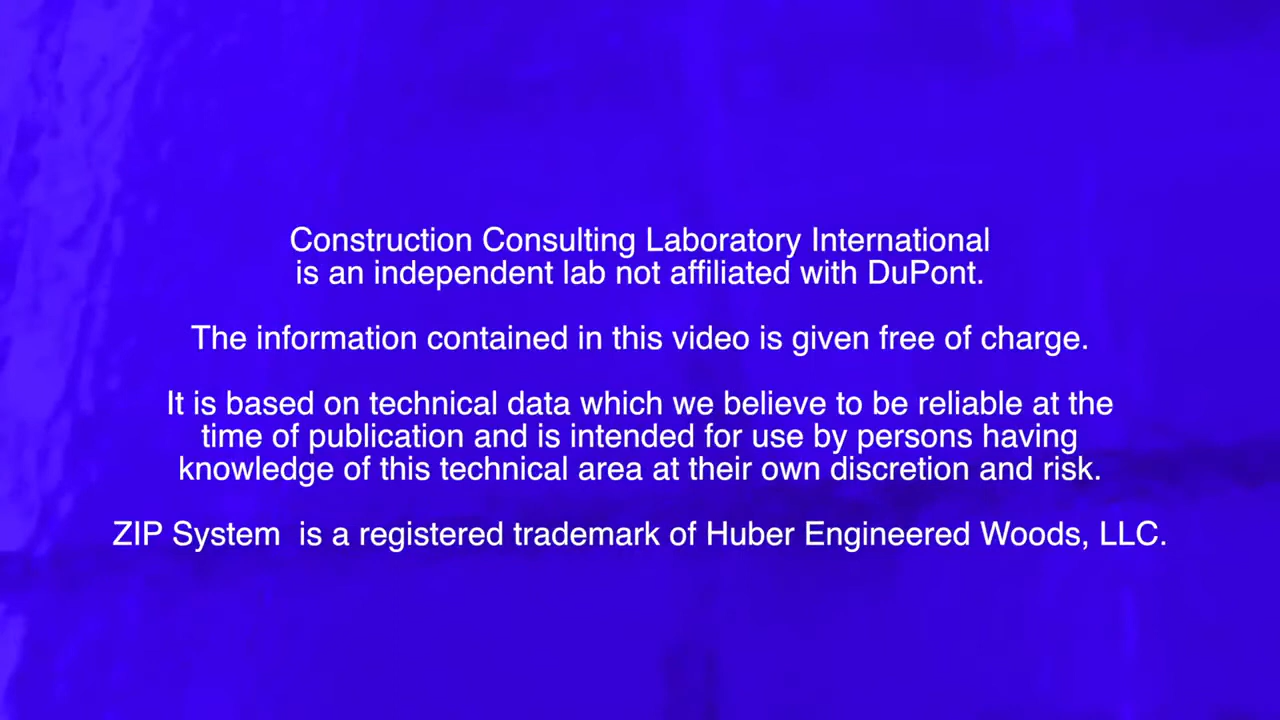 Construction Consulting Laboratory International
is an independent lab not affiliated with DuPont.
The information contained in this video is given free of charge.
It is based on technical data which we believe to be reliable at the
time of publication and is intended for use by persons having
knowledge of this technical area at their own discretion and risk.
ZIP System  is a registered trademark of Huber Engineered Woods, LLC.